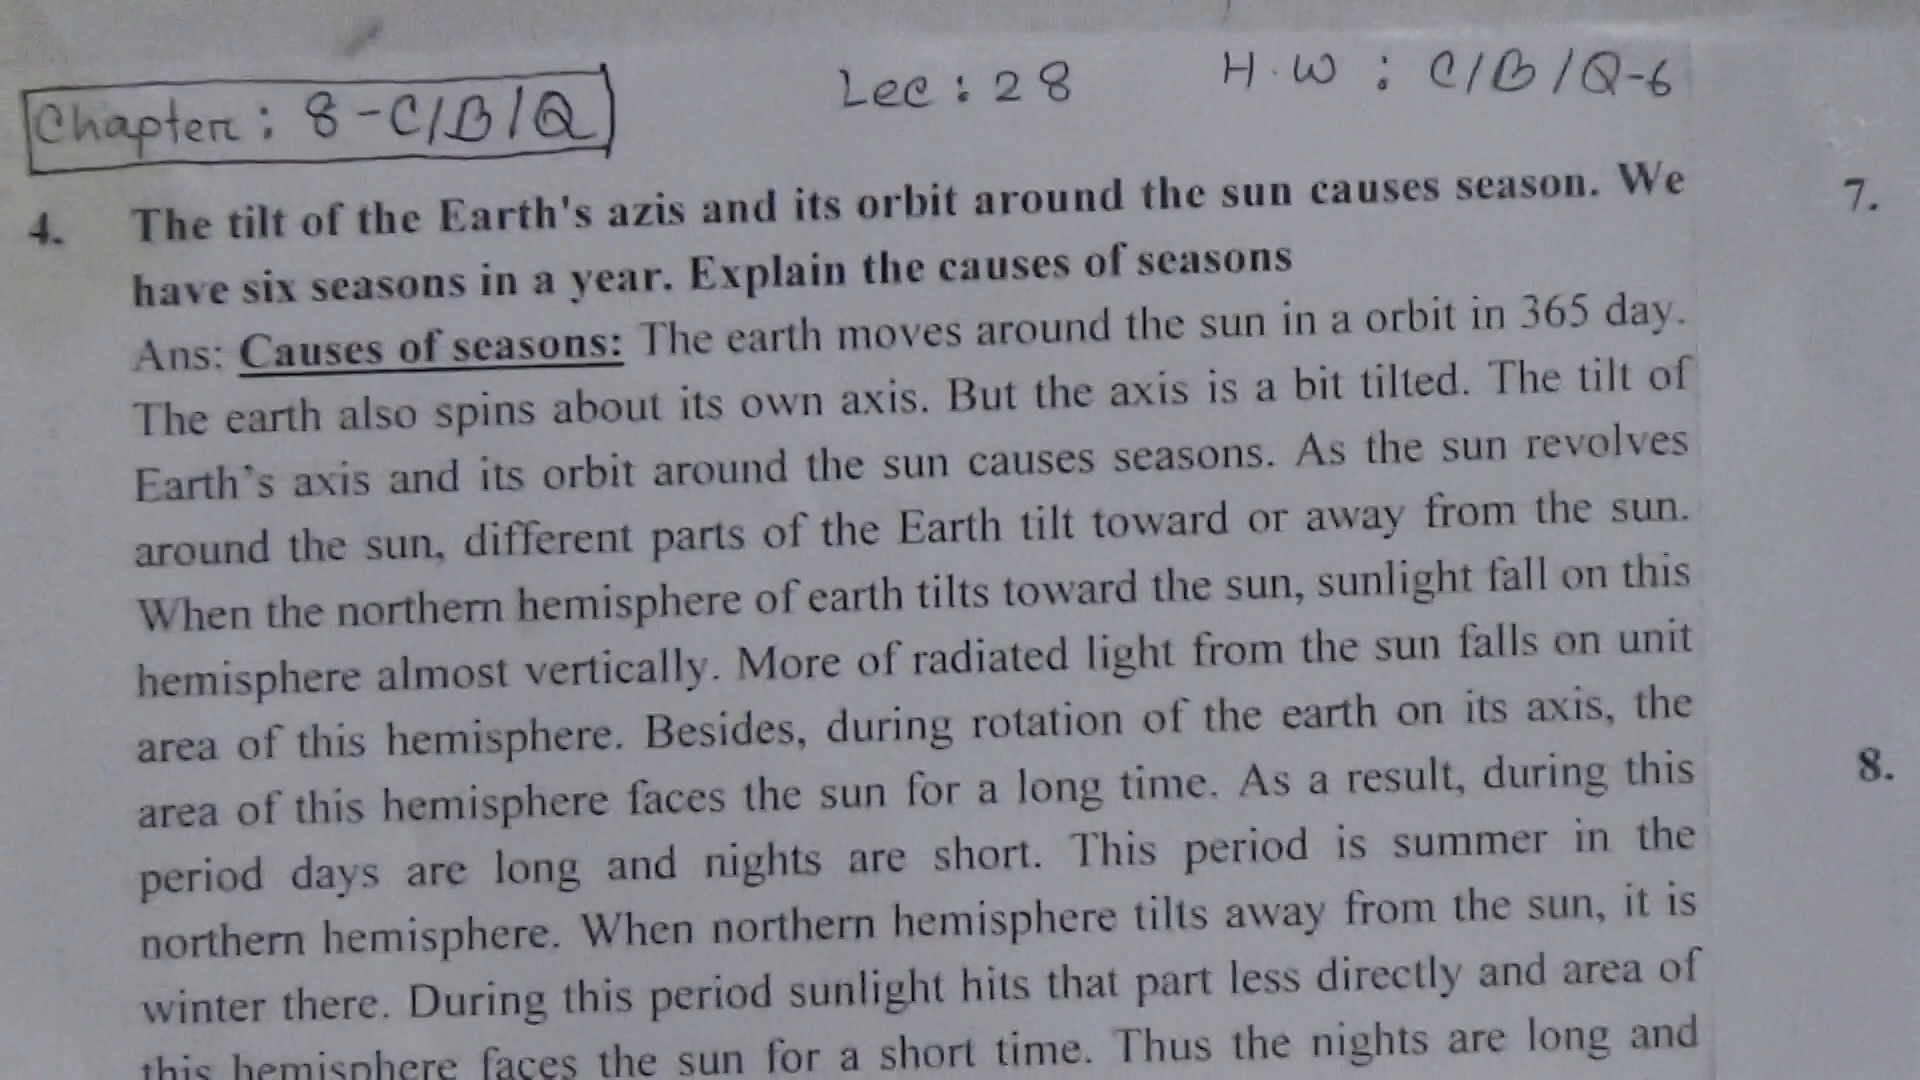 Chapter: 8-C/B/Q
Lec: 28
H.W: C/B/Q-6
4. The tilt of the Earth's azis and its orbit around the sun causes season. We
have six seasons in a year. Explain the causes of seasons
Ans: Causes of seasons: The earth moves around the sun in a orbit in 365 day.
The earth also spins about its own axis. But the axis is a bit tilted. The tilt of
Earth's axis and its orbit around the sun causes seasons. As the sun revolves
around the sun, different parts of the Earth tilt toward or away from the sun.
When the northern hemisphere of earth tilts toward the sun, sunlight fall on this
hemisphere almost vertically. More of radiated light from the sun falls on unit
area of this hemisphere. Besides, during rotation of the earth on its axis, the
area of this hemisphere faces the sun for a long time. As a result, during this
period days are long and nights are short. This period is summer in the
northern hemisphere. When northern hemisphere tilts away from the sun, it is
winter there. During this period sunlight hits that part less directly and area of
this hemisphere faces the sun for a short time. Thus the nights are long and
7.
8.